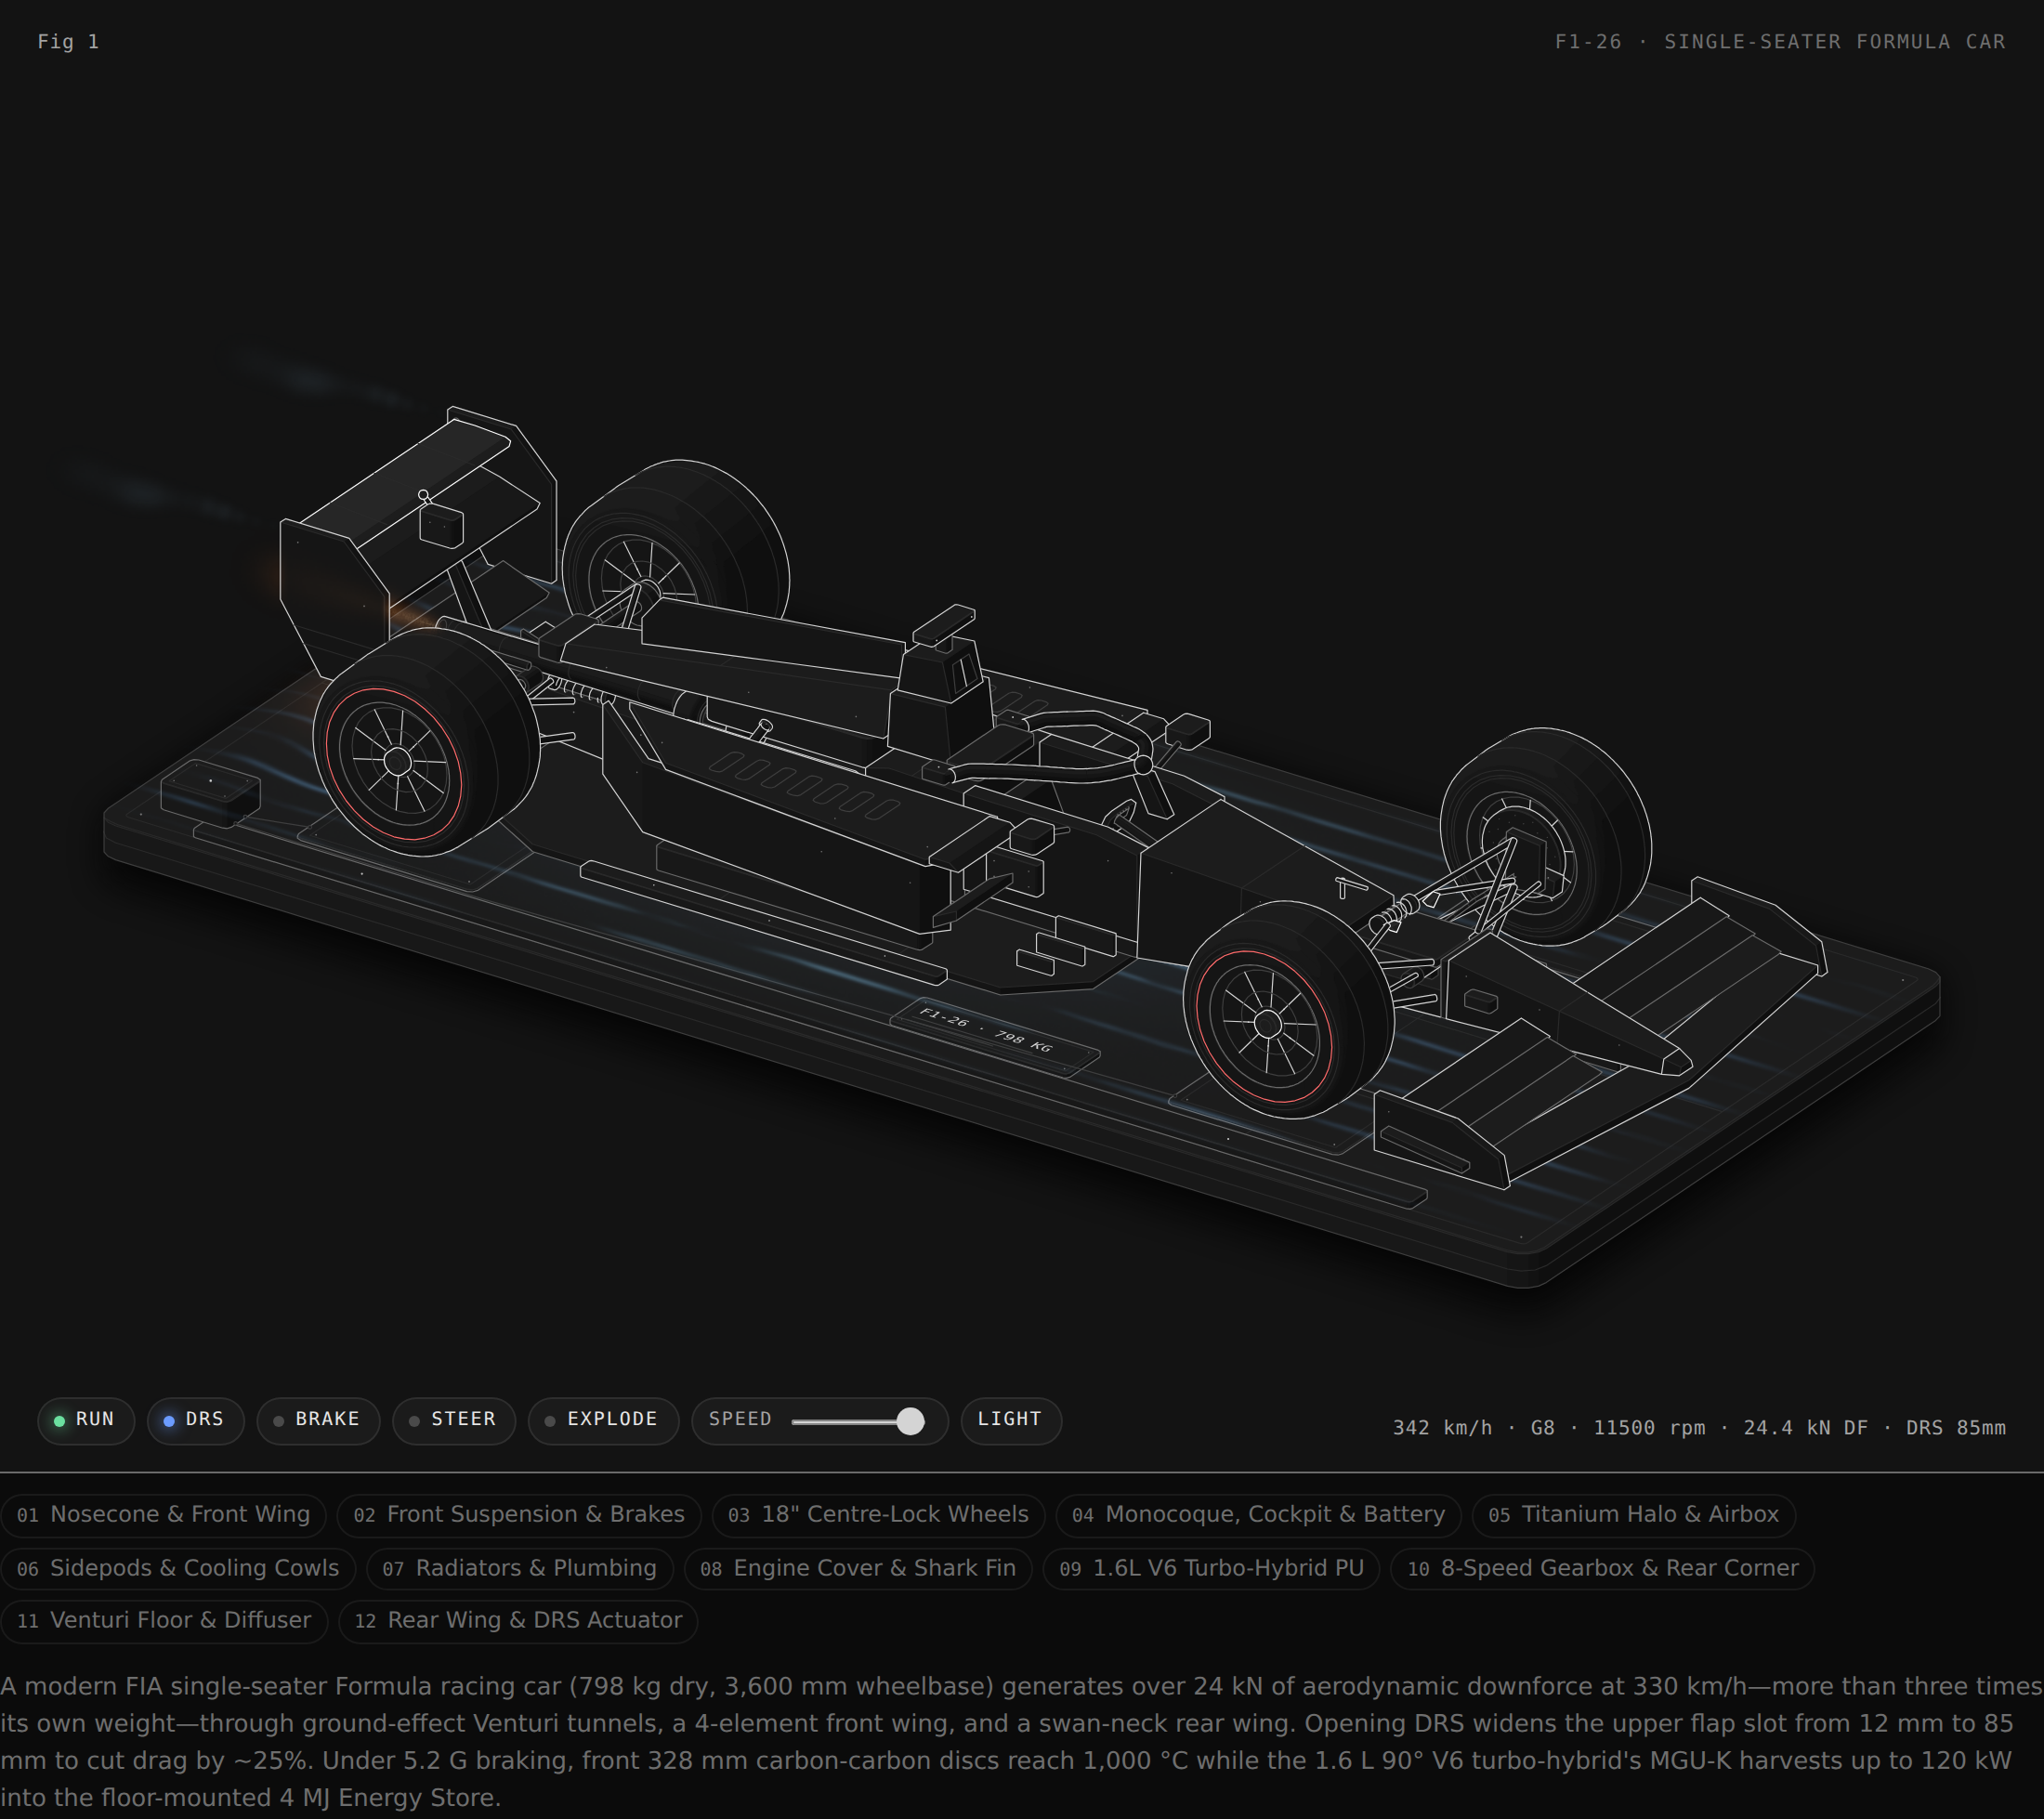 Fig 1
F1-26 · SINGLE-SEATER FORMULA CAR
F1-26 · 798 KG
RUN
DRS
BRAKE
STEER
EXPLODE
SPEED
LIGHT
342 km/h · G8 · 11500 rpm · 24.4 kN DF · DRS 85mm
01 Nosecone & Front Wing
02 Front Suspension & Brakes
03 18" Centre-Lock Wheels
04 Monocoque, Cockpit & Battery
05 Titanium Halo & Airbox
06 Sidepods & Cooling Cowls
07 Radiators & Plumbing
08 Engine Cover & Shark Fin
09 1.6L V6 Turbo-Hybrid PU
10 8-Speed Gearbox & Rear Corner
11 Venturi Floor & Diffuser
12 Rear Wing & DRS Actuator
A modern FIA single-seater Formula racing car (798 kg dry, 3,600 mm wheelbase) generates over 24 kN of aerodynamic downforce at 330 km/h—more than three times
its own weight—through ground-effect Venturi tunnels, a 4-element front wing, and a swan-neck rear wing. Opening DRS widens the upper flap slot from 12 mm to 85
mm to cut drag by ~25%. Under 5.2 G braking, front 328 mm carbon-carbon discs reach 1,000 °C while the 1.6 L 90° V6 turbo-hybrid's MGU-K harvests up to 120 kW
into the floor-mounted 4 MJ Energy Store.